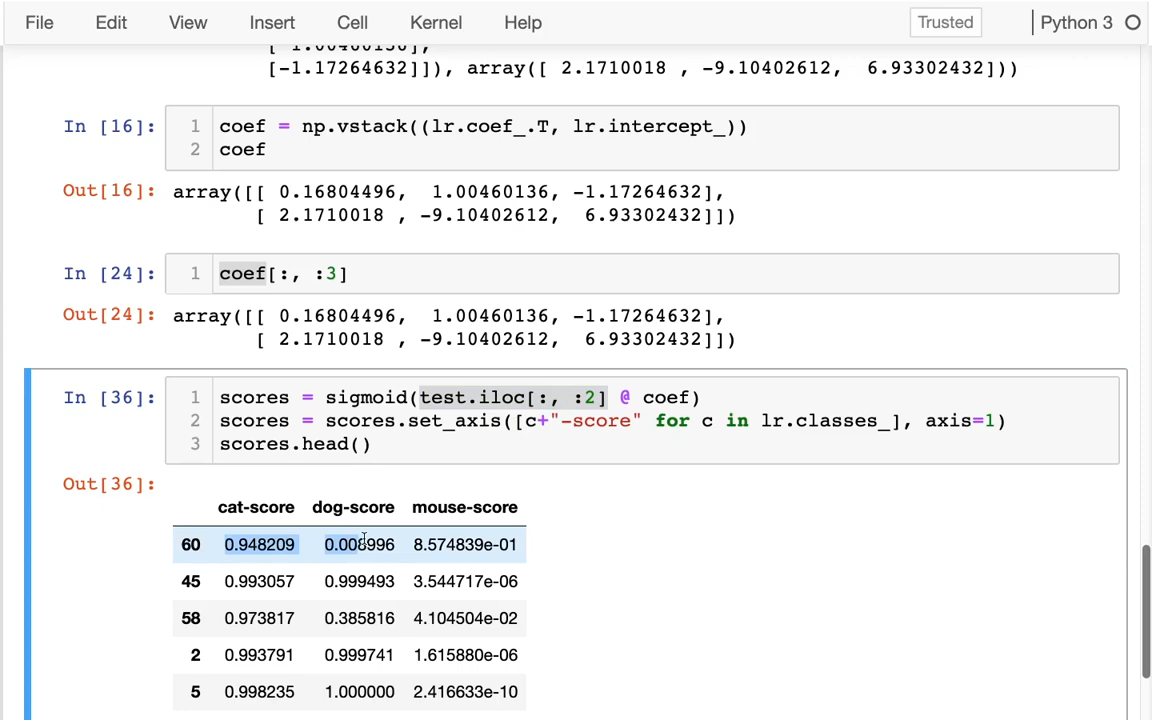 File Edit View Insert Cell Kernel Help Trusted Python 3
[ 1.00460136],
[-1.17264632]]), array([ 2.1710018 , -9.10402612,  6.93302432]))
In [16]: 1 coef = np.vstack((lr.coef_.T, lr.intercept_))
2 coef
Out[16]: array([[ 0.16804496,  1.00460136, -1.17264632],
[ 2.1710018 , -9.10402612,  6.93302432]])
In [24]: 1 coef[:, :3]
Out[24]: array([[ 0.16804496,  1.00460136, -1.17264632],
[ 2.1710018 , -9.10402612,  6.93302432]])
In [36]: 1 scores = sigmoid(test.iloc[:, :2] @ coef)
2 scores = scores.set_axis([c+"-score" for c in lr.classes_], axis=1)
3 scores.head()
Out[36]:
cat-score dog-score mouse-score
60 0.948209 0.008996 8.574839e-01
45 0.993057 0.999493 3.544717e-06
58 0.973817 0.385816 4.104504e-02
2 0.993791 0.999741 1.615880e-06
5 0.998235 1.000000 2.416633e-10